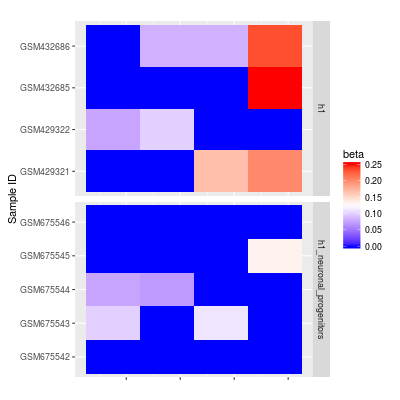 GSM432686
GSM432685
GSM429322
GSM429321
h1
GSM675546
GSM675545
GSM675544
GSM675543
GSM675542
h1_neuronal_progenitors
Sample ID
beta
0.25
0.20
0.15
0.10
0.05
0.00